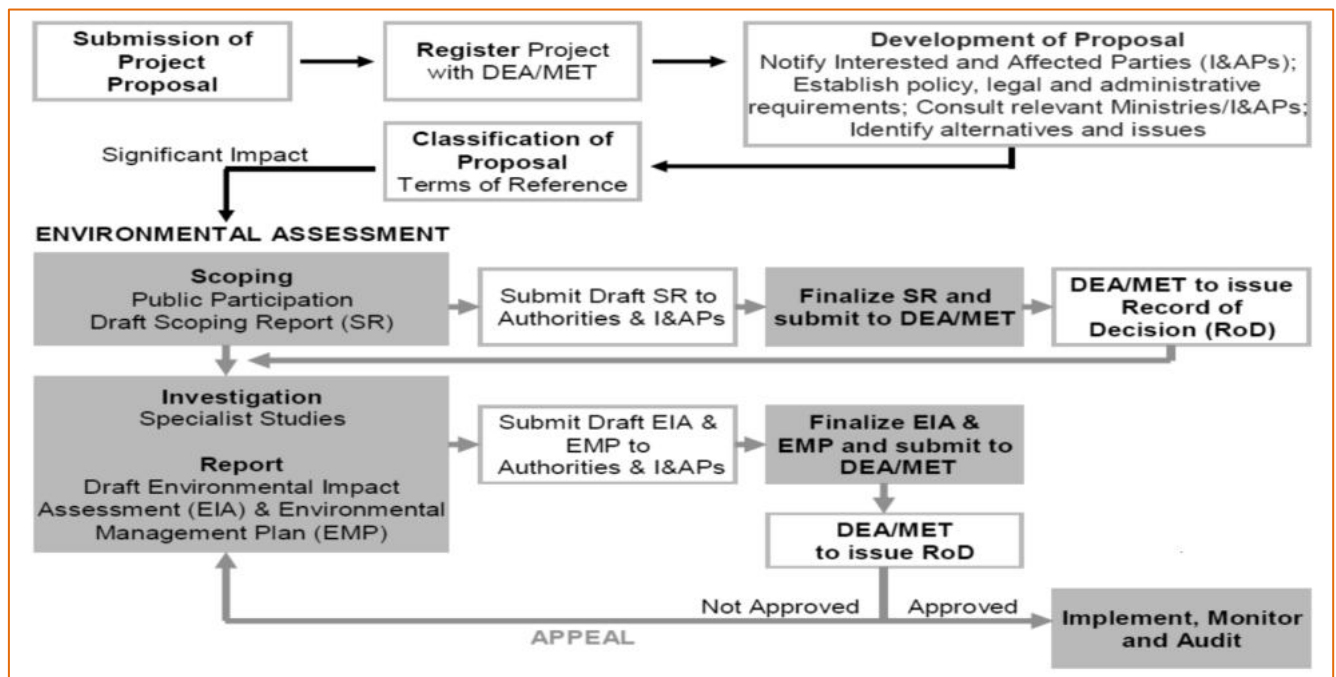 Submission of
Project
Proposal
Register Project
with DEA/MET
Development of Proposal
Notify Interested and Affected Parties (I&APs);
Establish policy, legal and administrative
requirements; Consult relevant Ministries/I&APs;
Identify alternatives and issues
Classification of
Proposal
Terms of Reference
Significant Impact
ENVIRONMENTAL ASSESSMENT
Scoping
Public Participation
Draft Scoping Report (SR)
Submit Draft SR to
Authorities & I&APs
Finalize SR and
submit to DEA/MET
DEA/MET to issue
Record of
Decision (RoD)
Investigation
Specialist Studies
Report
Draft Environmental Impact
Assessment (EIA) & Environmental
Management Plan (EMP)
Submit Draft EIA &
EMP to
Authorities & I&APs
Finalize EIA &
EMP and submit to
DEA/MET
DEA/MET
to issue RoD
Not Approved
Approved
APPEAL
Implement, Monitor
and Audit